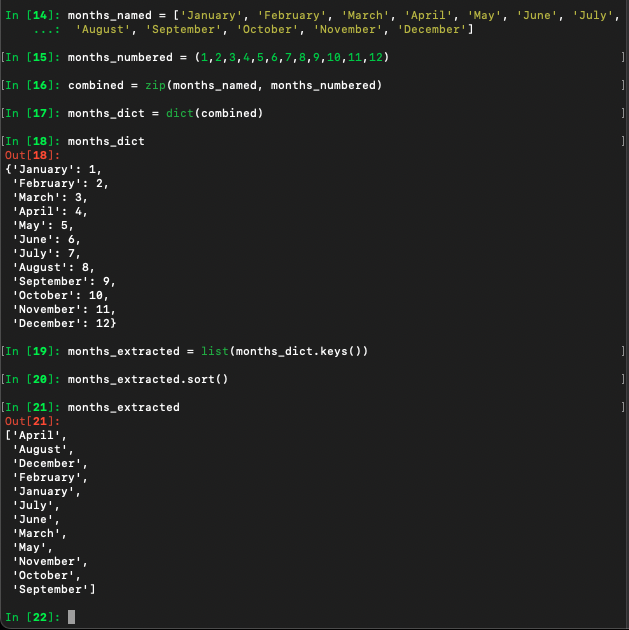 In [14]: months_named = ['January', 'February', 'March', 'April', 'May', 'June', 'July',
    ...:  'August', 'September', 'October', 'November', 'December']
[In [15]: months_numbered = (1,2,3,4,5,6,7,8,9,10,11,12) ]
[In [16]: combined = zip(months_named, months_numbered) ]
[In [17]: months_dict = dict(combined) ]
[In [18]: months_dict ]
Out[18]:
{'January': 1,
 'February': 2,
 'March': 3,
 'April': 4,
 'May': 5,
 'June': 6,
 'July': 7,
 'August': 8,
 'September': 9,
 'October': 10,
 'November': 11,
 'December': 12}
[In [19]: months_extracted = list(months_dict.keys()) ]
[In [20]: months_extracted.sort() ]
[In [21]: months_extracted ]
Out[21]:
['April',
 'August',
 'December',
 'February',
 'January',
 'July',
 'June',
 'March',
 'May',
 'November',
 'October',
 'September']
In [22]: